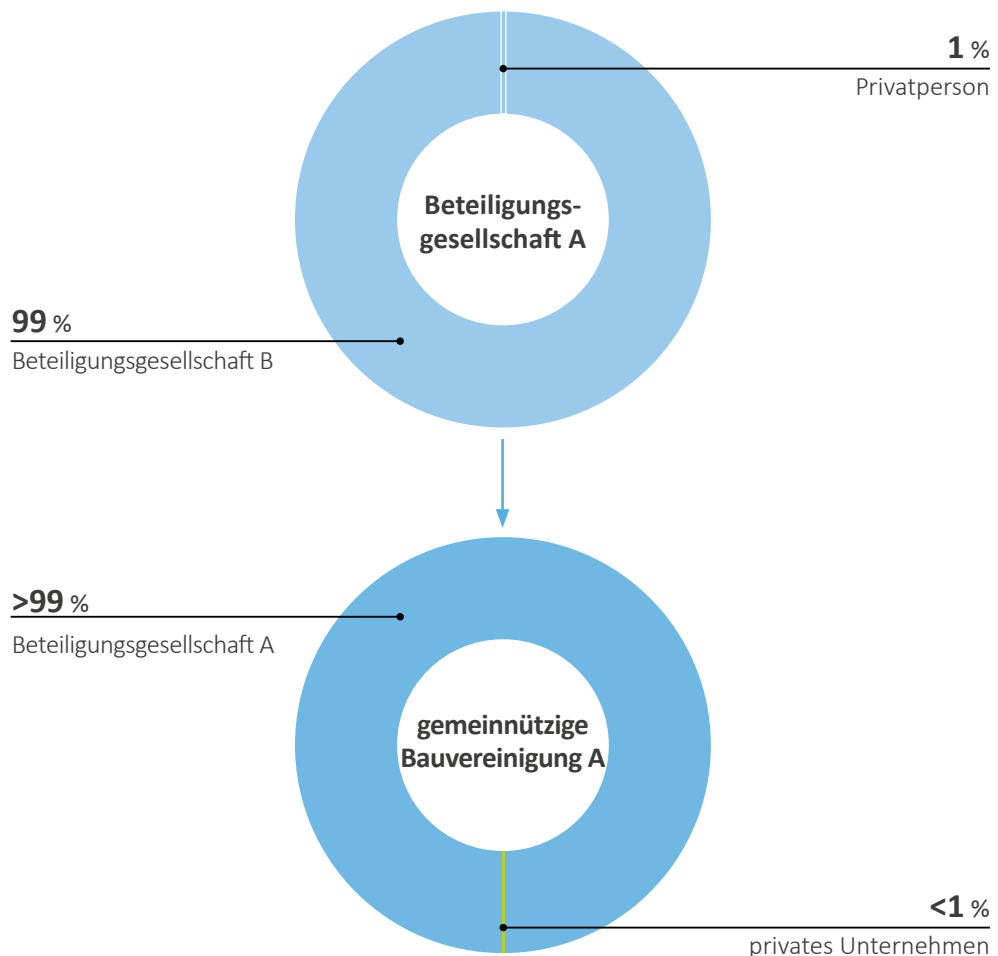 1 %
Privatperson
Beteiligungs-
gesellschaft A
99 %
Beteiligungsgesellschaft B
>99 %
Beteiligungsgesellschaft A
gemeinnützige
Bauvereinigung A
<1 %
privates Unternehmen